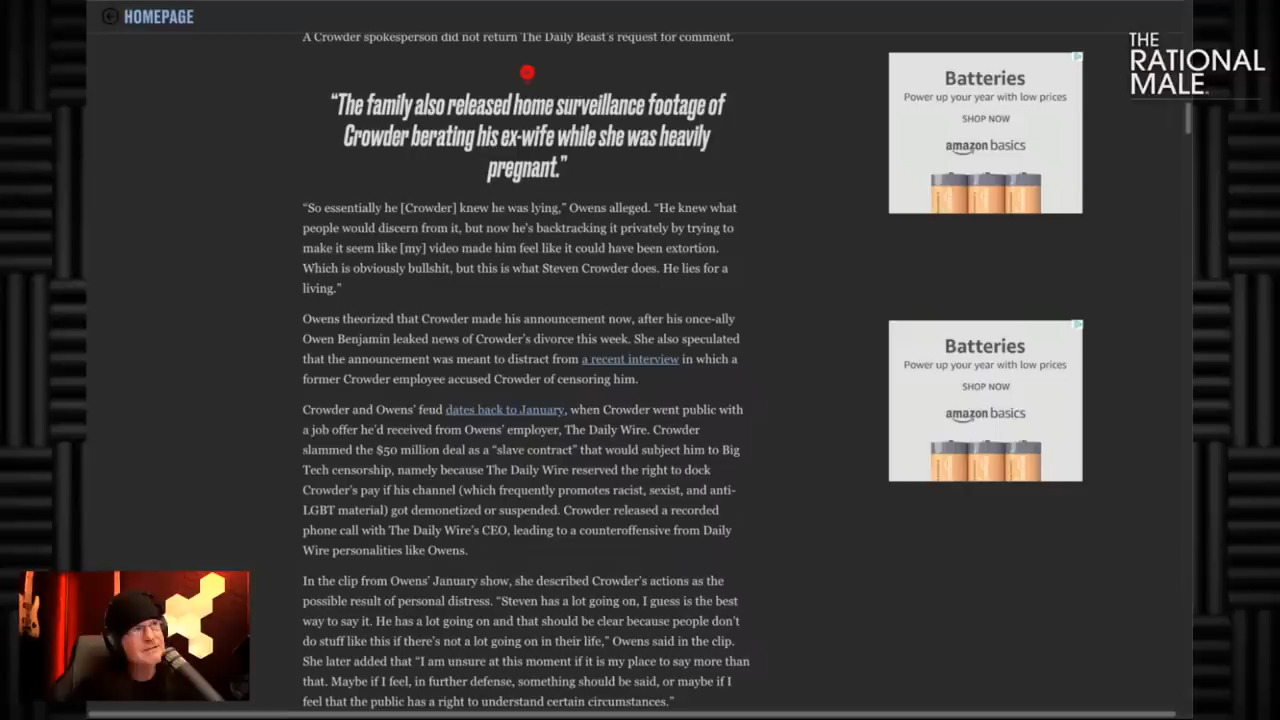 HOMEPAGE
A Crowder spokesperson did not return The Daily Beast's request for comment.
THE
RATIONAL
MALE
"The family also released home surveillance footage of
Crowder berating his ex-wife while she was heavily
pregnant."
"So essentially he [Crowder] knew he was lying," Owens alleged. "He knew what
people would discern from it, but now he's backtracking it privately by trying to
make it seem like [my] video made him feel like it could have been extortion.
Which is obviously bullshit, but this is what Steven Crowder does. He lies for a
living."
Owens theorized that Crowder made his announcement now, after his once-ally
Owen Benjamin leaked news of Crowder's divorce this week. She also speculated
that the announcement was meant to distract from a recent interview in which a
former Crowder employee accused Crowder of censoring him.
Crowder and Owens' feud dates back to January, when Crowder went public with
a job offer he'd received from Owens' employer, The Daily Wire. Crowder
slammed the $50 million deal as a "slave contract" that would subject him to Big
Tech censorship, namely because The Daily Wire reserved the right to dock
Crowder's pay if his channel (which frequently promotes racist, sexist, and anti-
LGBT material) got demonetized or suspended. Crowder released a recorded
phone call with The Daily Wire's CEO, leading to a counteroffensive from Daily
Wire personalities like Owens.
In the clip from Owens' January show, she described Crowder's actions as the
possible result of personal distress. "Steven has a lot going on, I guess is the best
way to say it. He has a lot going on and that should be clear because people don't
do stuff like this if there's not a lot going on in their life," Owens said in the clip.
She later added that "I am unsure at this moment if it is my place to say more than
that. Maybe if I feel, in further defense, something should be said, or maybe if I
feel that the public has a right to understand certain circumstances."
Batteries
Power up your year with low prices
SHOP NOW
amazon basics
Batteries
Power up your year with low prices
SHOP NOW
amazon basics